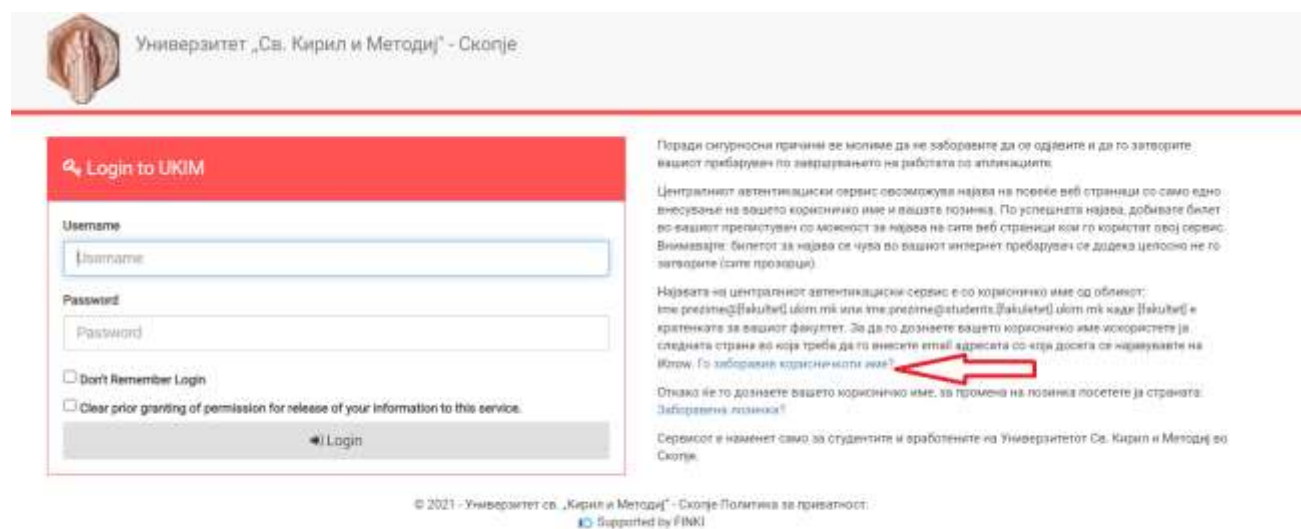 Универзитет „Св. Кирил и Методиј“ - Скопје
Login to UKIM
Username
Username
Password
Password
Don't Remember Login
Clear prior granting of permission for release of your information to this service.
Login
Поради сигурносни причини ве молиме да не заборавите да се одјавите и да го затворите
вашиот пребарувач по завршувањето на работата со апликациите.
Централниот автентикациски сервис овозможува најава на повеќе веб страници со само едно
внесување на вашето корисничко име и вашата лозинка. По успешната најава, добивате билет
во вашиот прелистувач со можност за најава на сите веб страници кои го користат овој сервис.
Внимавајте: билетот за најава се чува во вашиот интернет пребарувач се додека целосно не го
затворите (сите прозорци).
Најавата на централниот автентикациски сервис е со корисничко име од обликот:
ime.prezime@[fakultet].ukim.mk или ime.prezime@students.[fakuletet].ukim.mk каде [fakultet] е
кратенката за вашиот факултет. За да го дознаете вашето корисничко име искористете ја
следната страна во која треба да го внесете email адресата со која досега се најавувавте на
iKnow. Го заборавив корисничкоти име?
Откако ќе го дознаете вашето корисничко име, за промена на лозинка посетете ја страната:
Заборавена лозинка?
Сервисот е наменет само за студентите и вработените на Универзитетот Св. Кирил и Методиј во
Скопје.
© 2021 - Универзитет св. „Кирил и Методиј“ - Скопје Политика за приватност.
Supported by FINKI